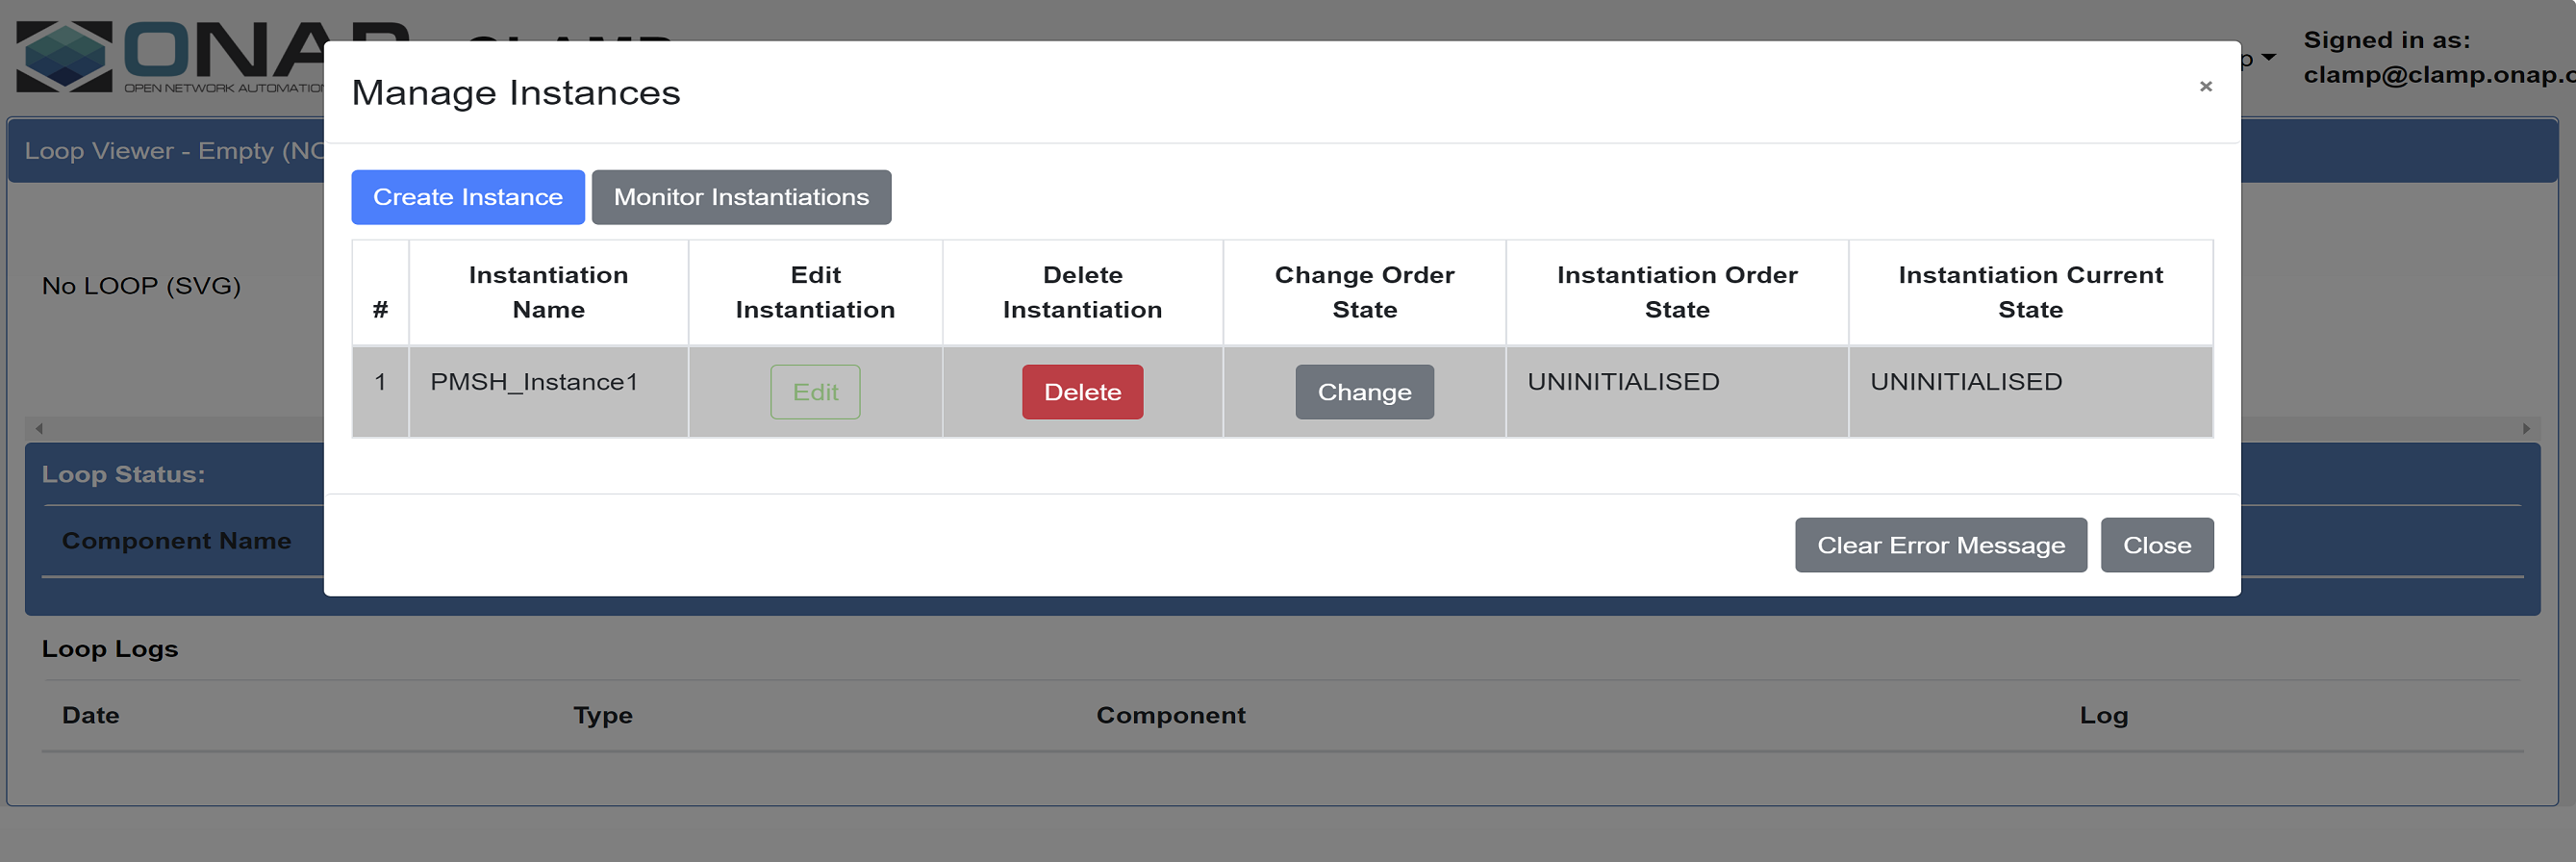 ONAP
OPEN NETWORK AUTOMATION
CLAMP
Signed in as:
clamp@clamp.onap.o
Manage Instances
×
Loop Viewer - Empty (NO
Create Instance
Monitor Instantiations
No LOOP (SVG)
#
Instantiation
Name
Edit
Instantiation
Delete
Instantiation
Change Order
State
Instantiation Order
State
Instantiation Current
State
1
PMSH_Instance1
Edit
Delete
Change
UNINITIALISED
UNINITIALISED
Loop Status:
Component Name
Clear Error Message
Close
Loop Logs
Date
Type
Component
Log